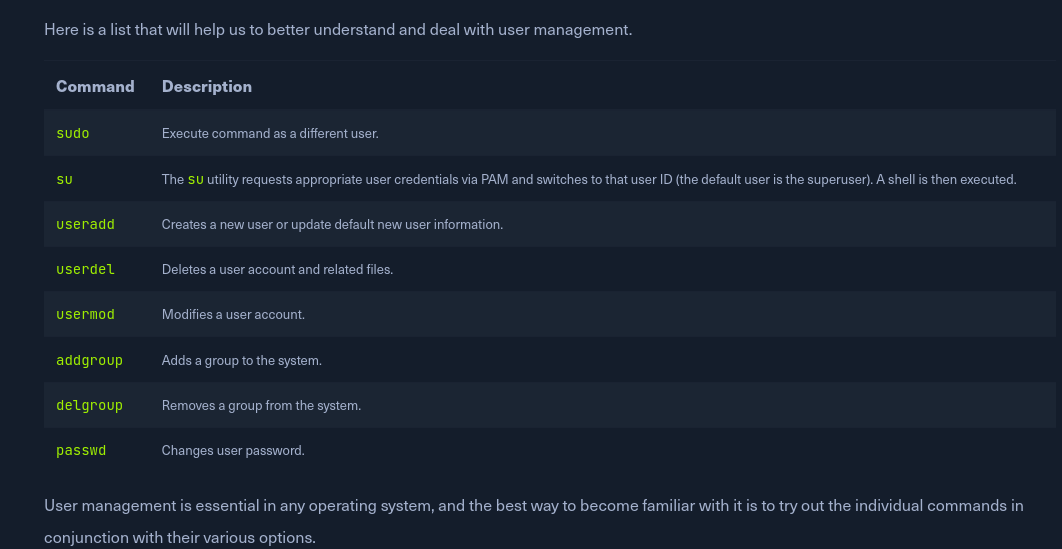 Here is a list that will help us to better understand and deal with user management.
Command Description
sudo Execute command as a different user.
su The su utility requests appropriate user credentials via PAM and switches to that user ID (the default user is the superuser). A shell is then executed.
useradd Creates a new user or update default new user information.
userdel Deletes a user account and related files.
usermod Modifies a user account.
addgroup Adds a group to the system.
delgroup Removes a group from the system.
passwd Changes user password.
User management is essential in any operating system, and the best way to become familiar with it is to try out the individual commands in
conjunction with their various options.